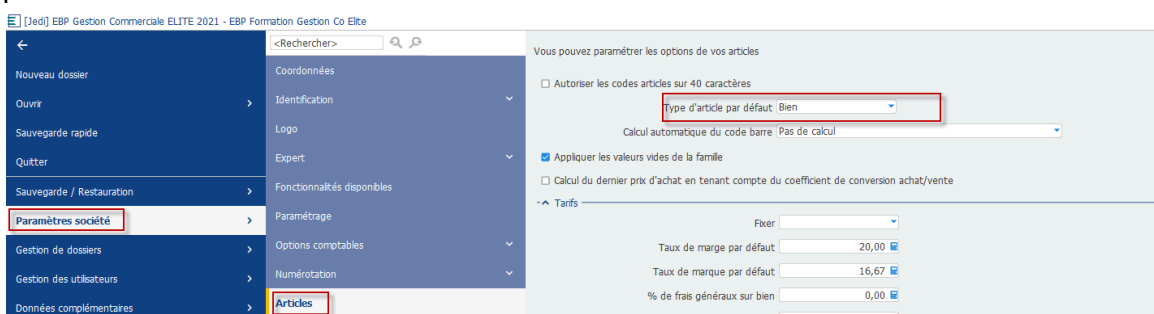 [Jedi] EBP Gestion Commerciale ELITE 2021 - EBP Formation Gestion Co Elite
Nouveau dossier
Ouvrir
Sauvegarde rapide
Quitter
Sauvegarde / Restauration
Paramètres société
Gestion de dossiers
Gestion des utilisateurs
Données complémentaires
<Rechercher>
Coordonnées
Identification
Logo
Expert
Fonctionnalités disponibles
Paramétrage
Options comptables
Numérotation
Articles
Vous pouvez paramétrer les options de vos articles
Autoriser les codes articles sur 40 caractères
Type d'article par défaut Bien
Calcul automatique du code barre Pas de calcul
Appliquer les valeurs vides de la famille
Calcul du dernier prix d'achat en tenant compte du coefficient de conversion achat/vente
Tarifs
Fixer
Taux de marge par défaut 20,00
Taux de marque par défaut 16,67
% de frais généraux sur bien 0,00